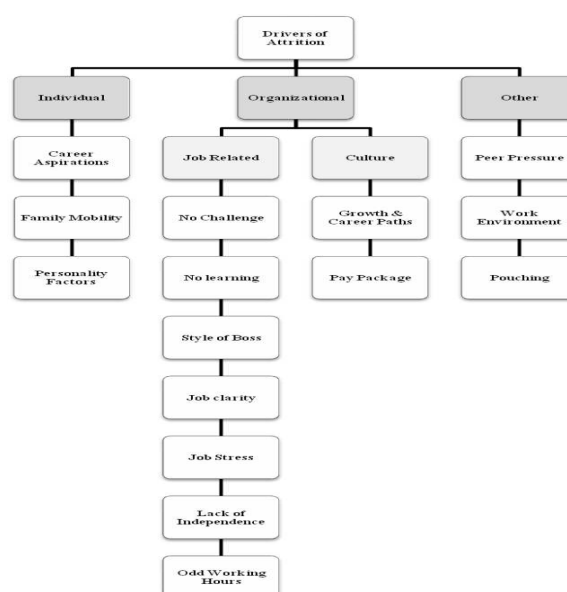 Drivers of
Attrition
Individual
Organizational
Other
Career
Aspirations
Job Related
Culture
Peer Pressure
Family Mobility
No Challenge
Growth &
Career Paths
Work
Environment
Personality
Factors
No learning
Pay Package
Pouching
Style of Boss
Job clarity
Job Stress
Lack of
Independence
Odd Working
Hours